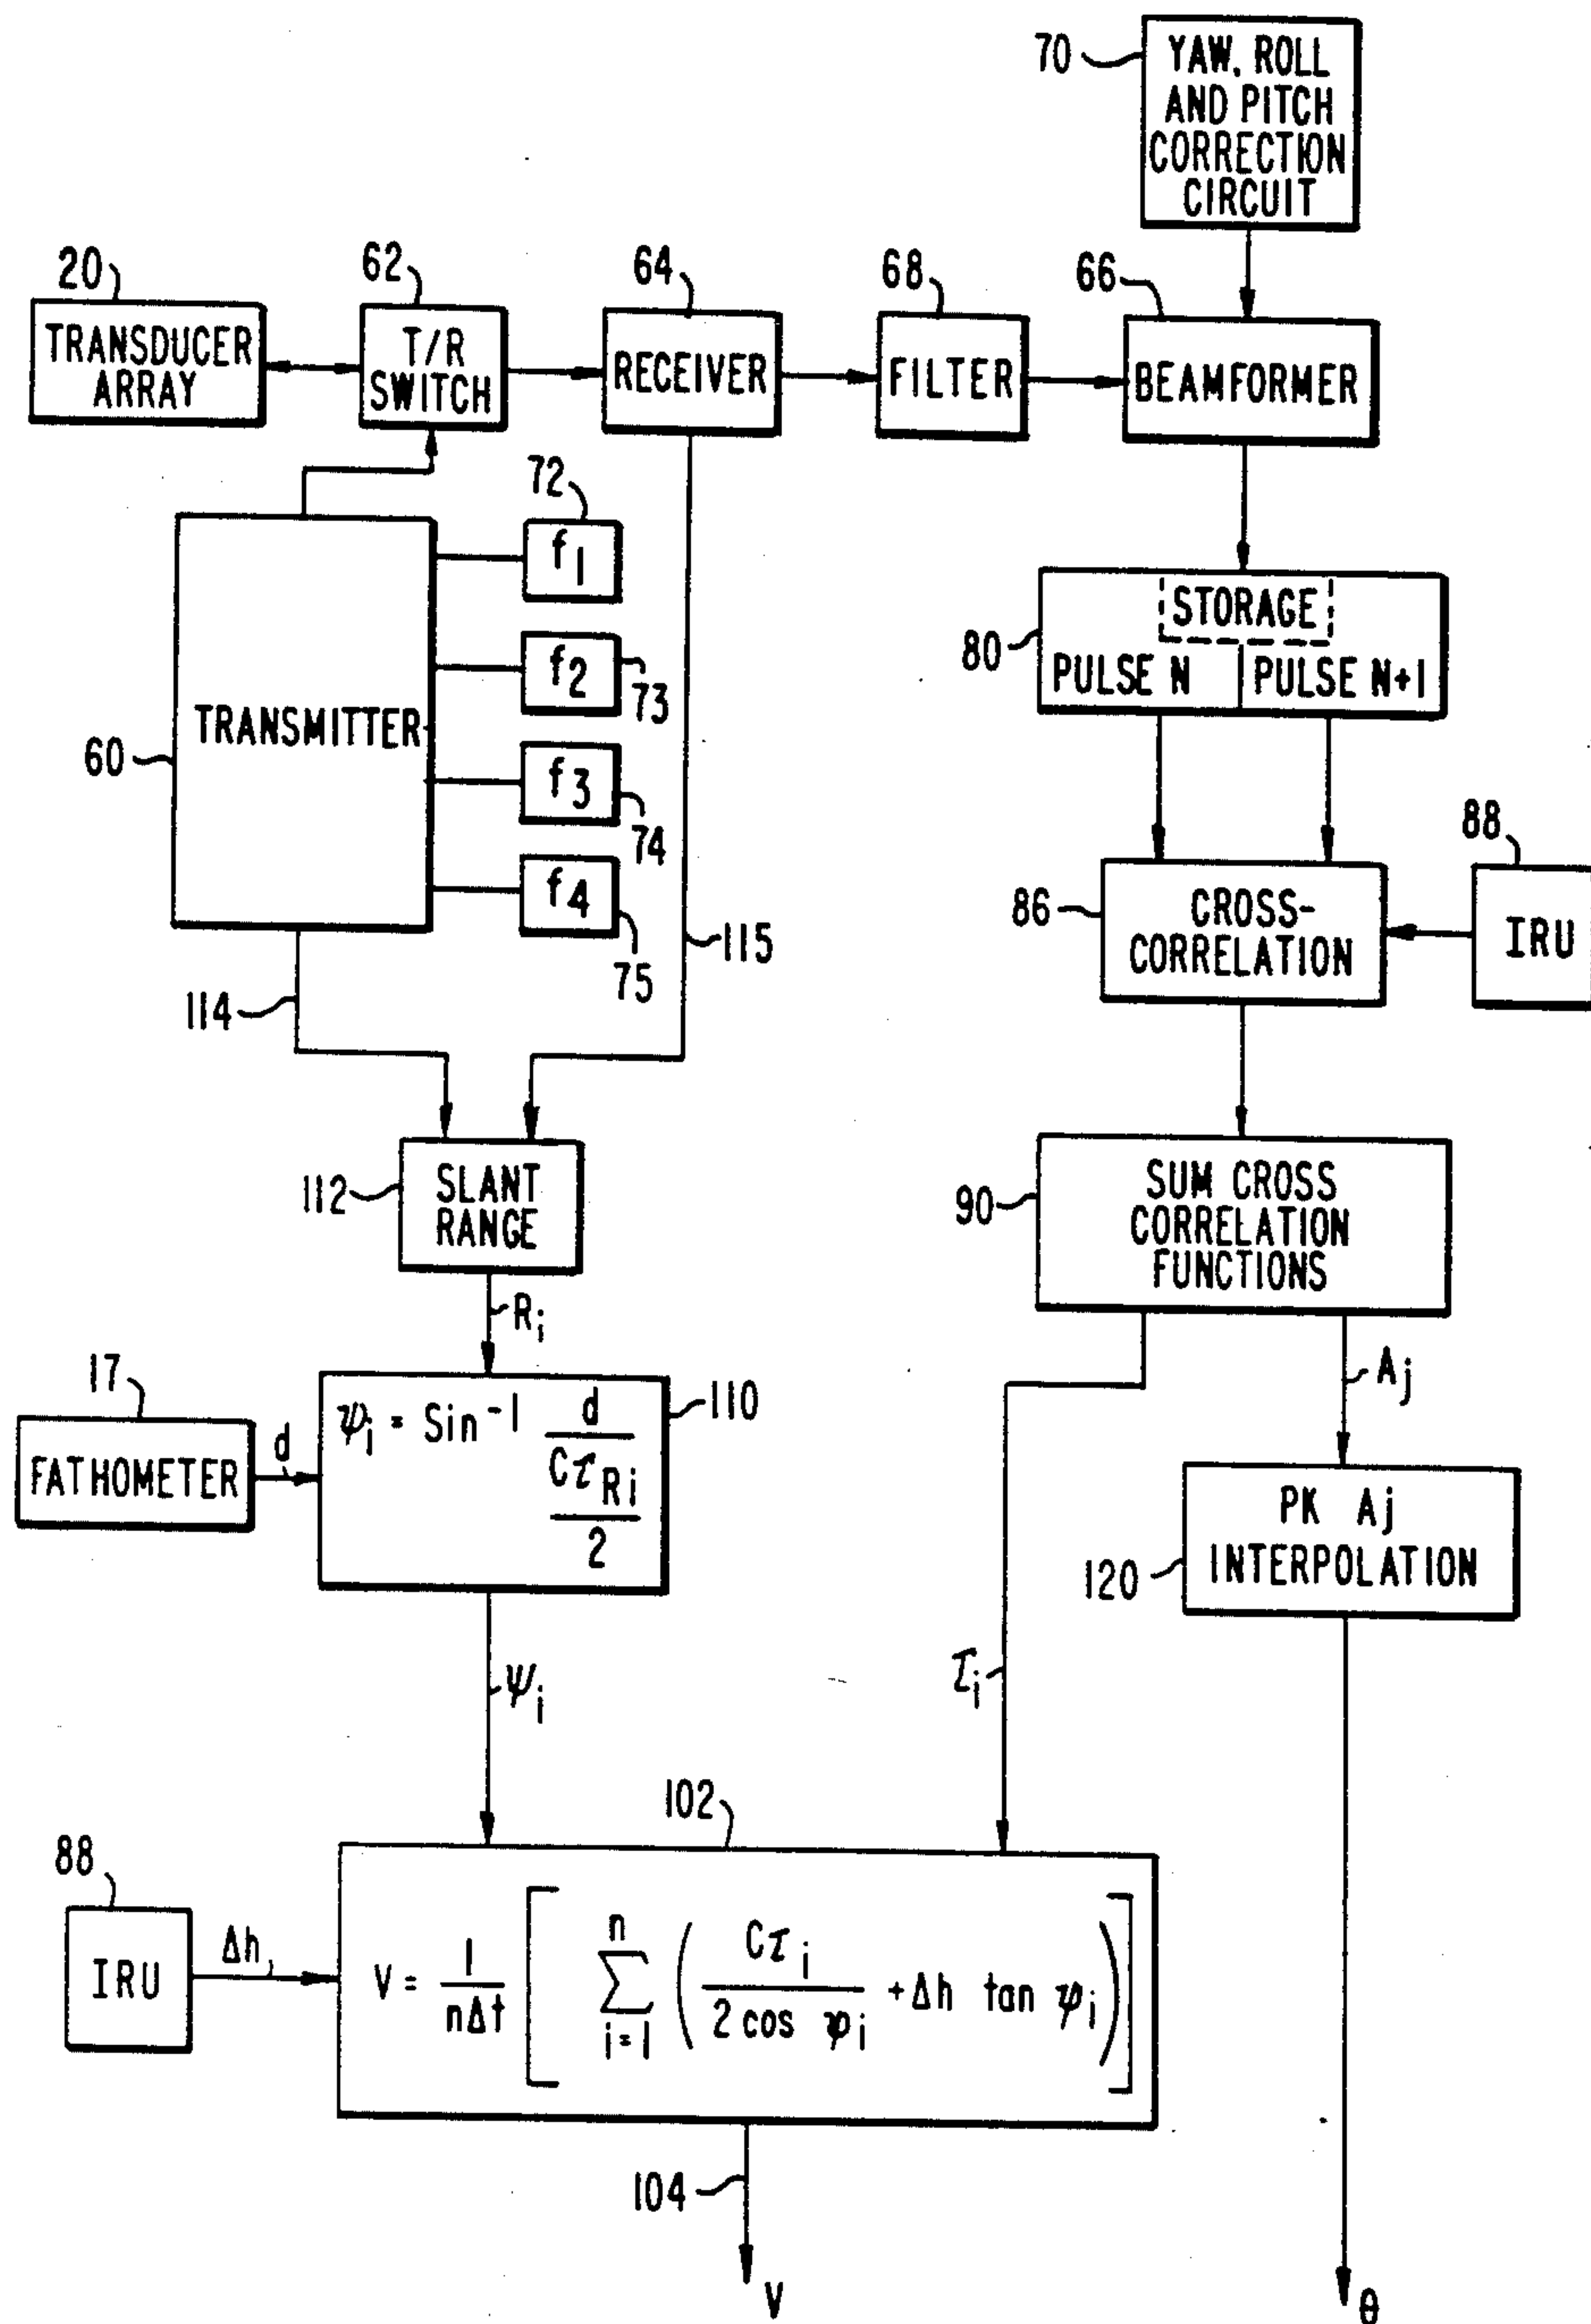 70
YAW, ROLL
AND PITCH
CORRECTION
CIRCUIT
20
TRANSDUCER
ARRAY
62
T/R
SWITCH
64
RECEIVER
68
FILTER
66
BEAMFORMER
72
f1
f2
73
f3
74
f4
75
60
TRANSMITTER
114
115
STORAGE
80
PULSE N
PULSE N+1
86
CROSS-
CORRELATION
88
IRU
112
SLANT
RANGE
Ri
90
SUM CROSS
CORRELATION
FUNCTIONS
Aj
17
FATHOMETER
d
ψi = Sin⁻¹ d / (CτRi / 2)
110
120
PK Aj
INTERPOLATION
ψi
τi
102
88
IRU
Δh
V = 1/nΔt [ n Σ i=1 ( Cτi / 2 cos ψi + Δh tan ψi ) ]
104
V
θ